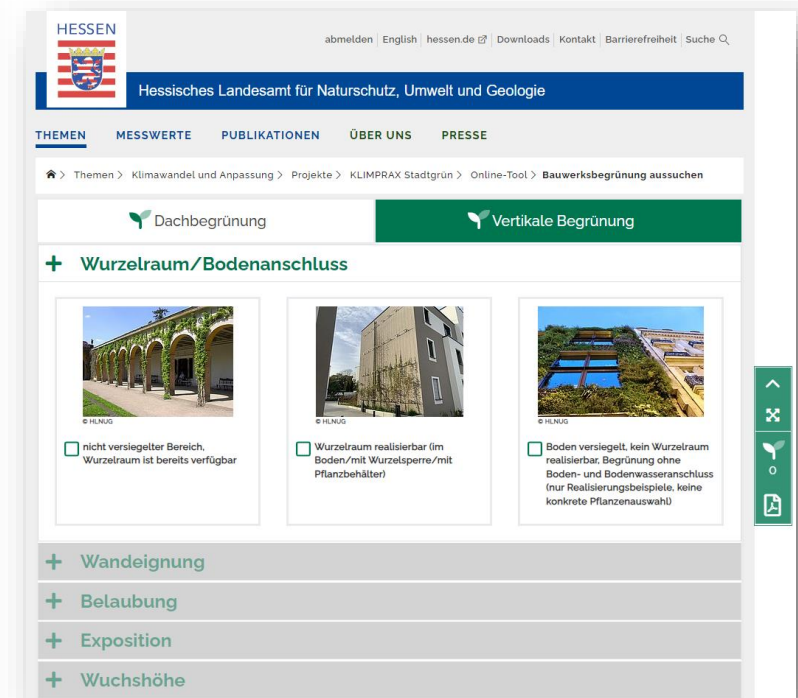 HESSEN
abmelden English hessen.de Downloads Kontakt Barrierefreiheit Suche
Hessisches Landesamt für Naturschutz, Umwelt und Geologie
THEMEN MESSWERTE PUBLIKATIONEN ÜBER UNS PRESSE
> Themen > Klimawandel und Anpassung > Projekte > KLIMPRAX Stadtgrün > Online-Tool > Bauwerksbegrünung aussuchen
Dachbegrünung
Vertikale Begrünung
+ Wurzelraum/Bodenanschluss
© HLNUG
nicht versiegelter Bereich,
Wurzelraum ist bereits verfügbar
© HLNUG
Wurzelraum realisierbar (im
Boden/mit Wurzelsperre/mit
Pflanzbehälter)
© HLNUG
Boden versiegelt, kein Wurzelraum
realisierbar, Begrünung ohne
Boden- und Bodenwasseranschluss
(nur Realisierungsbeispiele, keine
konkrete Pflanzenauswahl)
0
+ Wandeignung
+ Belaubung
+ Exposition
+ Wuchshöhe